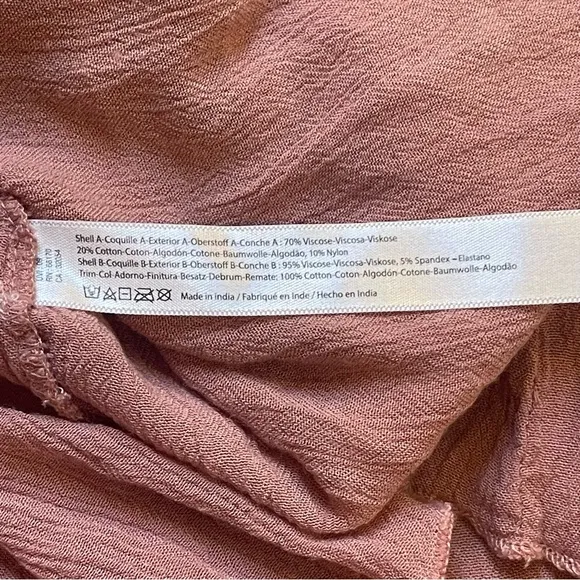 Shell A-Coquille A-Exterior A-Oberstoff A-Conche A : 70% Viscose-Viscosa-Viskose
20% Cotton-Coton-Algodón-Cotone-Baumwolle-Algodão, 10% Nylon
Shell B-Coquille B-Exterior B-Oberstoff B-Conche B : 95% Viscose-Viscosa-Viskose, 5% Spandex – Elastano
Trim-Col-Adorno-Finitura-Besatz-Debrum-Remate: 100% Cotton-Coton-Algodón-Cotone-Baumwolle-Algodão
Made in India / Fabriqué en Inde / Hecho en India
RN: 66170